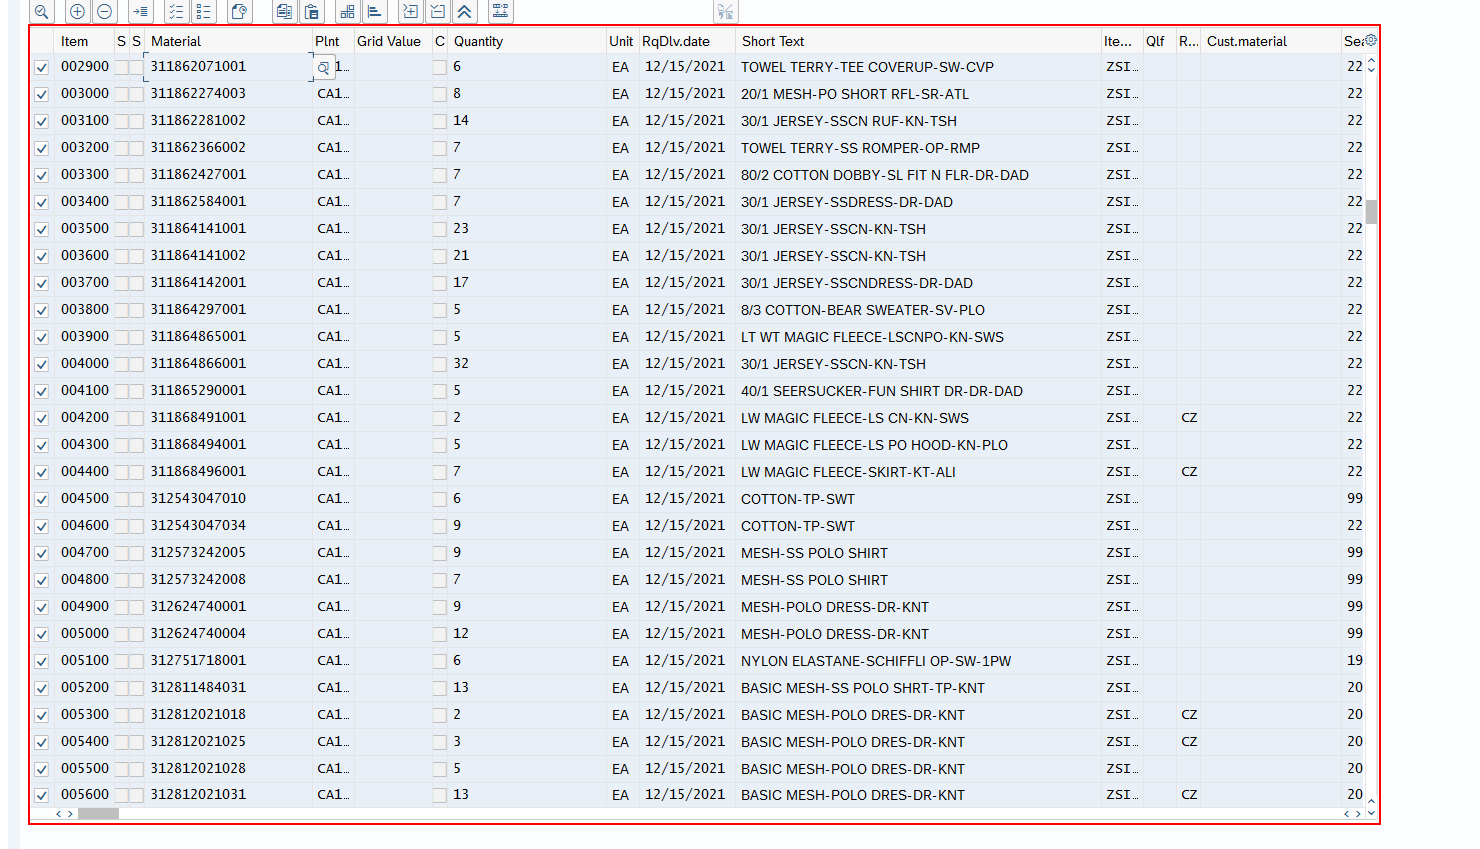 Item S S Material Plnt Grid Value C Quantity Unit RqDlv.date Short Text Ite... Qlf R... Cust.material Sea
002900 311862071001 1... 6 EA 12/15/2021 TOWEL TERRY-TEE COVERUP-SW-CVP ZSI... 22
003000 311862274003 CA1... 8 EA 12/15/2021 20/1 MESH-PO SHORT RFL-SR-ATL ZSI... 22
003100 311862281002 CA1... 14 EA 12/15/2021 30/1 JERSEY-SSCN RUF-KN-TSH ZSI... 22
003200 311862366002 CA1... 7 EA 12/15/2021 TOWEL TERRY-SS ROMPER-OP-RMP ZSI... 22
003300 311862427001 CA1... 7 EA 12/15/2021 80/2 COTTON DOBBY-SL FIT N FLR-DR-DAD ZSI... 22
003400 311862584001 CA1... 7 EA 12/15/2021 30/1 JERSEY-SSDRESS-DR-DAD ZSI... 22
003500 311864141001 CA1... 23 EA 12/15/2021 30/1 JERSEY-SSCN-KN-TSH ZSI... 22
003600 311864141002 CA1... 21 EA 12/15/2021 30/1 JERSEY-SSCN-KN-TSH ZSI... 22
003700 311864142001 CA1... 17 EA 12/15/2021 30/1 JERSEY-SSCNDRESS-DR-DAD ZSI... 22
003800 311864297001 CA1... 5 EA 12/15/2021 8/3 COTTON-BEAR SWEATER-SV-PLO ZSI... 22
003900 311864865001 CA1... 5 EA 12/15/2021 LT WT MAGIC FLEECE-LSCNPO-KN-SWS ZSI... 22
004000 311864866001 CA1... 32 EA 12/15/2021 30/1 JERSEY-SSCN-KN-TSH ZSI... 22
004100 311865290001 CA1... 5 EA 12/15/2021 40/1 SEERSUCKER-FUN SHIRT DR-DR-DAD ZSI... 22
004200 311868491001 CA1... 2 EA 12/15/2021 LW MAGIC FLEECE-LS CN-KN-SWS ZSI... CZ 22
004300 311868494001 CA1... 5 EA 12/15/2021 LW MAGIC FLEECE-LS PO HOOD-KN-PLO ZSI... 22
004400 311868496001 CA1... 7 EA 12/15/2021 LW MAGIC FLEECE-SKIRT-KT-ALI ZSI... CZ 22
004500 312543047010 CA1... 6 EA 12/15/2021 COTTON-TP-SWT ZSI... 99
004600 312543047034 CA1... 9 EA 12/15/2021 COTTON-TP-SWT ZSI... 22
004700 312573242005 CA1... 9 EA 12/15/2021 MESH-SS POLO SHIRT ZSI... 99
004800 312573242008 CA1... 7 EA 12/15/2021 MESH-SS POLO SHIRT ZSI... 99
004900 312624740001 CA1... 9 EA 12/15/2021 MESH-POLO DRESS-DR-KNT ZSI... 99
005000 312624740004 CA1... 12 EA 12/15/2021 MESH-POLO DRESS-DR-KNT ZSI... 99
005100 312751718001 CA1... 6 EA 12/15/2021 NYLON ELASTANE-SCHIFFLI OP-SW-1PW ZSI... 19
005200 312811484031 CA1... 13 EA 12/15/2021 BASIC MESH-SS POLO SHRT-TP-KNT ZSI... 20
005300 312812021018 CA1... 2 EA 12/15/2021 BASIC MESH-POLO DRES-DR-KNT ZSI... CZ 20
005400 312812021025 CA1... 3 EA 12/15/2021 BASIC MESH-POLO DRES-DR-KNT ZSI... CZ 20
005500 312812021028 CA1... 5 EA 12/15/2021 BASIC MESH-POLO DRES-DR-KNT ZSI... 20
005600 312812021031 CA1... 13 EA 12/15/2021 BASIC MESH-POLO DRES-DR-KNT ZSI... CZ 20